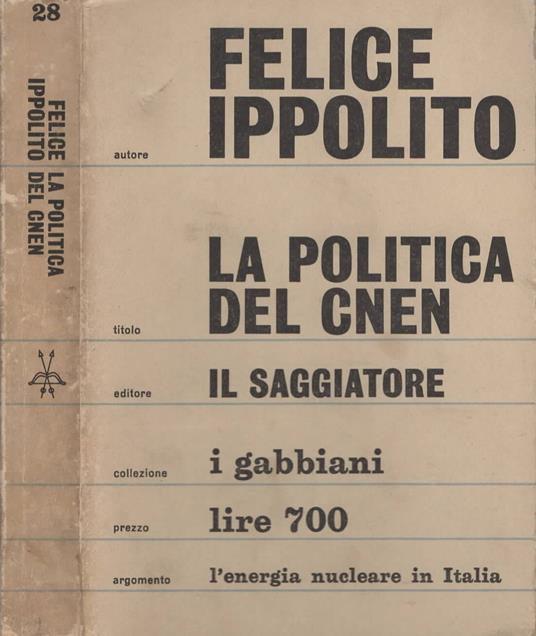 28
FELICE LA POLITICA
IPPOLITO DEL CNEN
FELICE
autore IPPOLITO
LA POLITICA
titolo DEL CNEN
editore IL SAGGIATORE
collezione i gabbiani
prezzo lire 700
argomento l'energia nucleare in Italia